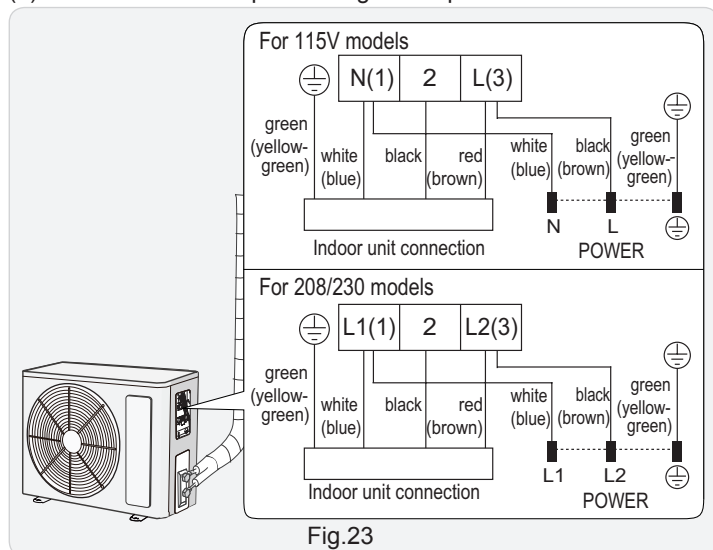 For 115V models
N(1) 2 L(3)
green
(yellow-
green)
white
(blue)
black
red
(brown)
white
(blue)
black
(brown)
green
(yellow-
green)
N L
POWER
Indoor unit connection
For 208/230 models
L1(1) 2 L2(3)
green
(yellow-
green)
white
(blue)
black
red
(brown)
white
(blue)
black
(brown)
green
(yellow-
green)
L1 L2
POWER
Indoor unit connection
Fig.23